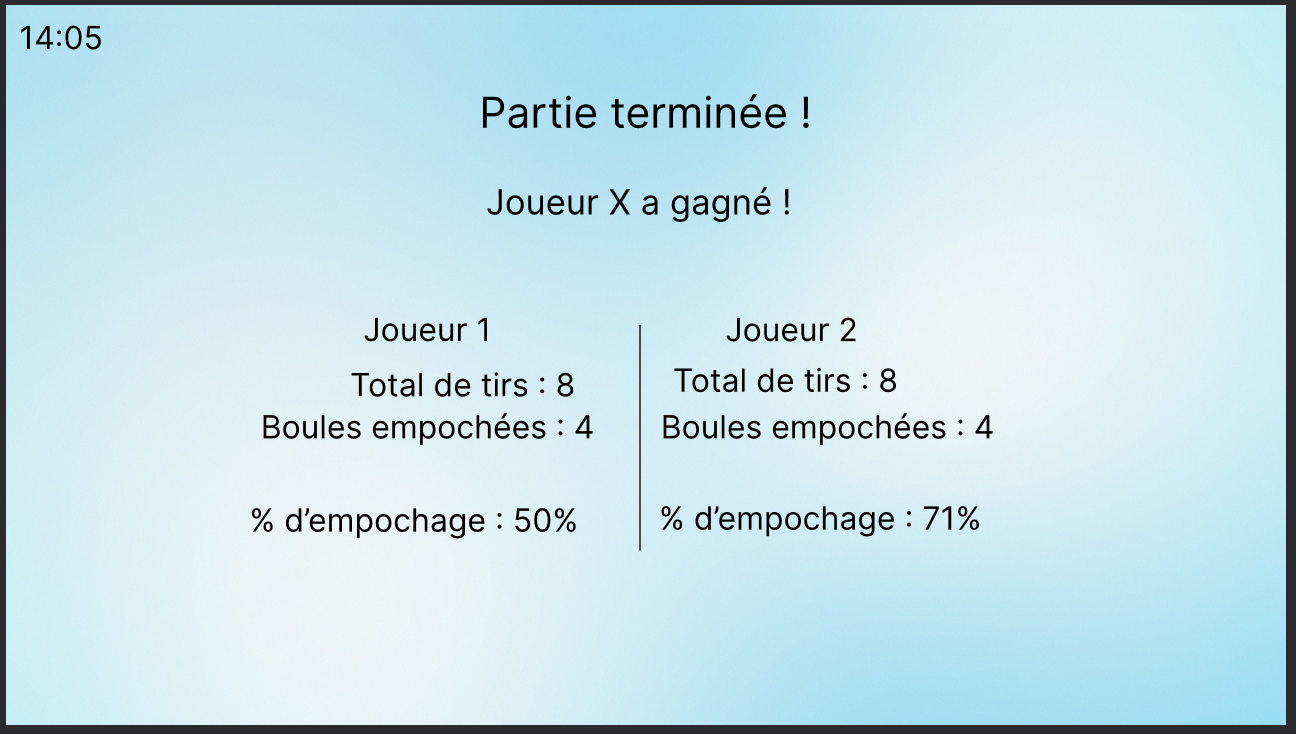 14:05
Partie terminée !
Joueur X a gagné !
Joueur 1
Total de tirs : 8
Boules empochées : 4
% d’empochage : 50%
Joueur 2
Total de tirs : 8
Boules empochées : 4
% d’empochage : 71%